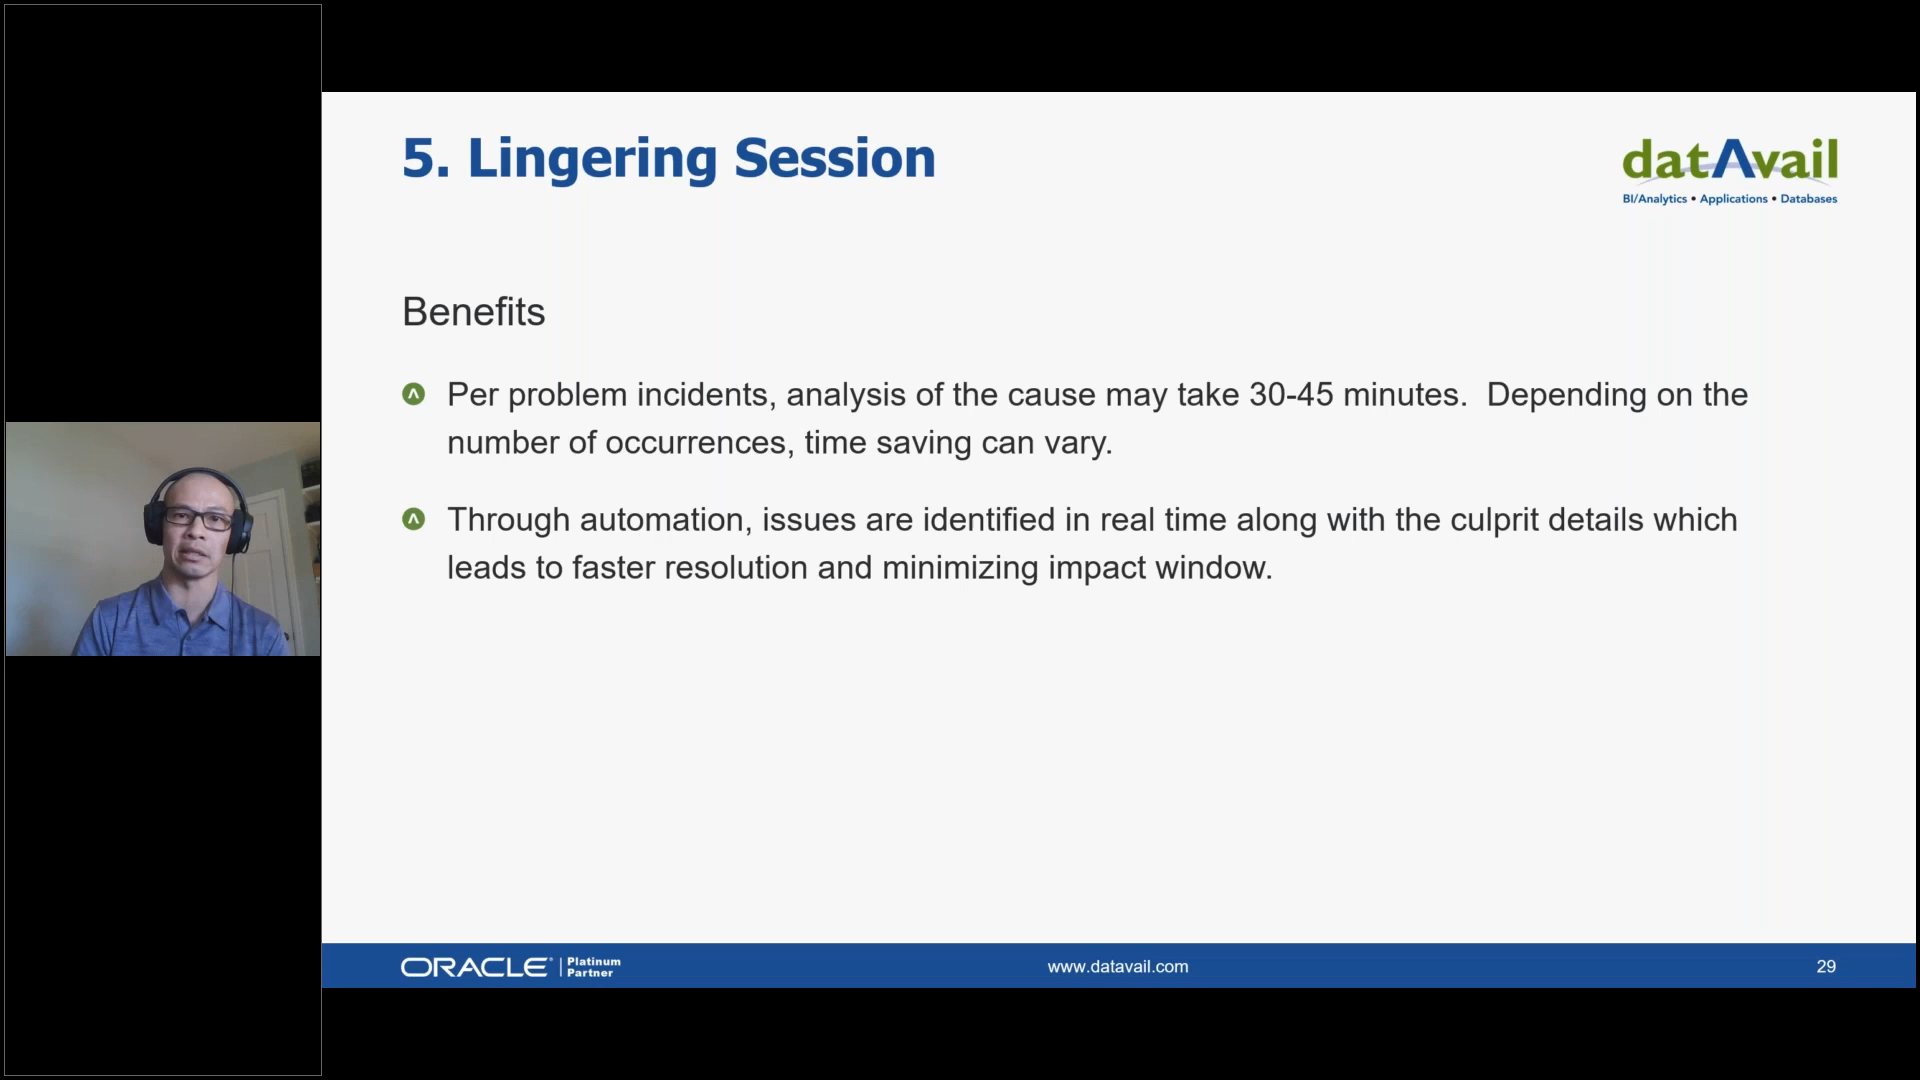 5. Lingering Session
datAvail
BI/Analytics • Applications • Databases
Benefits
Per problem incidents, analysis of the cause may take 30-45 minutes.  Depending on the
number of occurrences, time saving can vary.
Through automation, issues are identified in real time along with the culprit details which
leads to faster resolution and minimizing impact window.
ORACLE® | Platinum
Partner
www.datavail.com
29